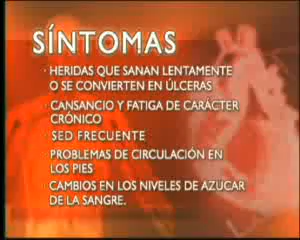 SÍNTOMAS
· HERIDAS QUE SANAN LENTAMENTE
O SE CONVIERTEN EN ÚLCERAS
· CANSANCIO Y FATIGA DE CARÁCTER
CRÓNICO
· SED FRECUENTE
PROBLEMAS DE CIRCULACIÓN EN
LOS PIES
CAMBIOS EN LOS NIVELES DE AZUCAR
DE LA SANGRE.